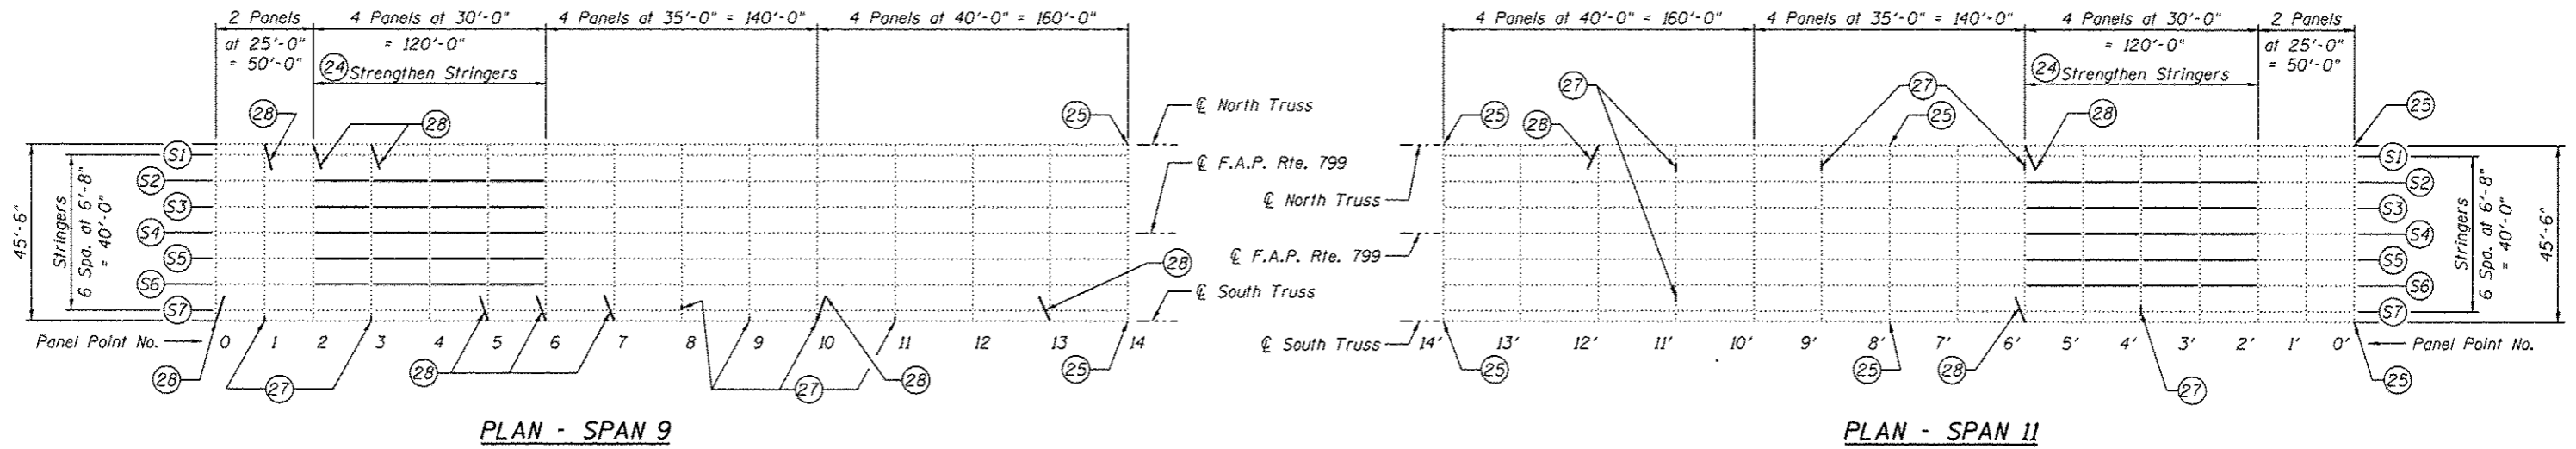 2 Panels
at 25'-0"
= 50'-0"
4 Panels at 30'-0"
= 120'-0"
24 Strengthen Stringers
4 Panels at 35'-0" = 140'-0"
4 Panels at 40'-0" = 160'-0"
28
28
25
℄ North Truss
℄ F.A.P. Rte. 799
℄ South Truss
45'-6"
Stringers
6 Spa. at 6'-8"
= 40'-0"
S1
S2
S3
S4
S5
S6
S7
28
Panel Point No.
0 1 2 3 4 5 6 7 8 9 10 11 12 13 14
28
27
28
27
28
25
PLAN - SPAN 9
4 Panels at 40'-0" = 160'-0"
4 Panels at 35'-0" = 140'-0"
4 Panels at 30'-0"
= 120'-0"
24 Strengthen Stringers
2 Panels
at 25'-0"
= 50'-0"
25
28
27
27
25
28
25
℄ North Truss
℄ F.A.P. Rte. 799
℄ South Truss
S1
S2
S3
S4
S5
S6
S7
Stringers
6 Spa. at 6'-8"
= 40'-0"
45'-6"
14' 13' 12' 11' 10' 9' 8' 7' 6' 5' 4' 3' 2' 1' 0'
Panel Point No.
25
25
28
27
25
PLAN - SPAN 11